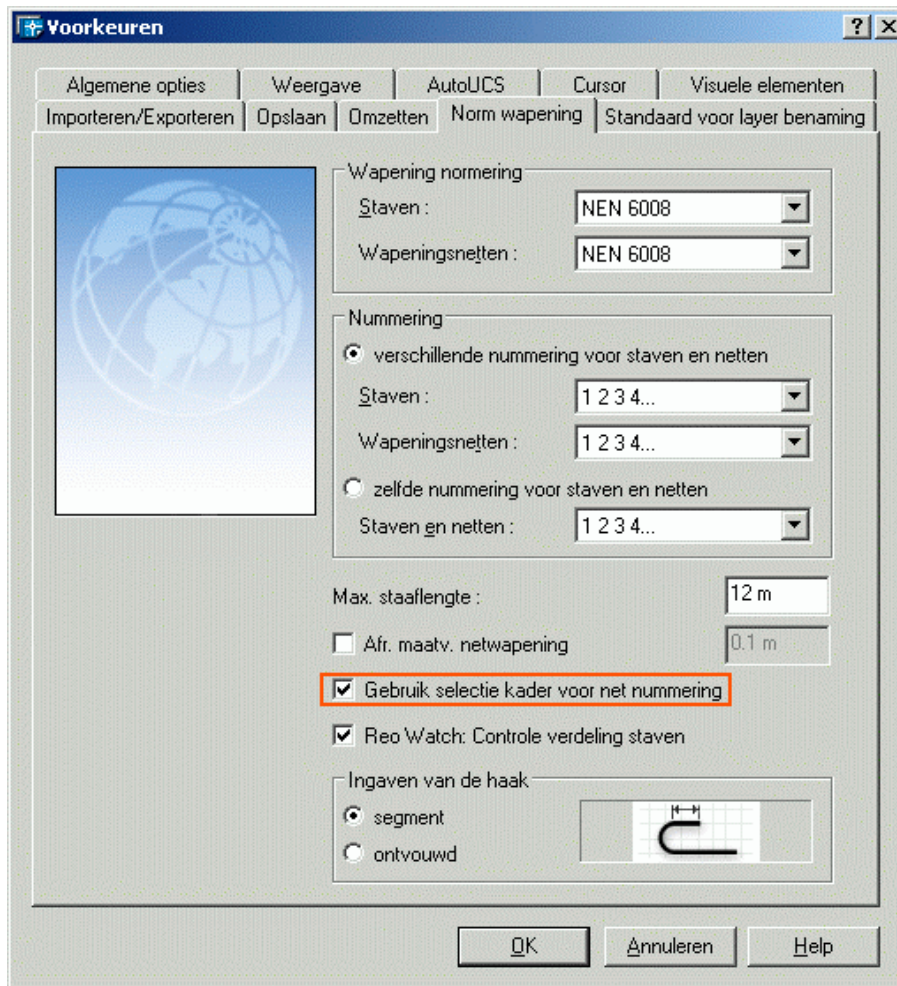 Voorkeuren
Algemene opties Weergave AutoUCS Cursor Visuele elementen
Importeren/Exporteren Opslaan Omzetten Norm wapening Standaard voor layer benaming
Wapening normering
Staven : NEN 6008
Wapeningsnetten : NEN 6008
Nummering
verschillende nummering voor staven en netten
Staven : 1 2 3 4...
Wapeningsnetten : 1 2 3 4...
zelfde nummering voor staven en netten
Staven en netten : 1 2 3 4...
Max. staaflengte : 12 m
Afr. maatv. netwapening 0.1 m
Gebruik selectie kader voor net nummering
Reo Watch: Controle verdeling staven
Ingaven van de haak
segment
ontvouwd
OK Annuleren Help